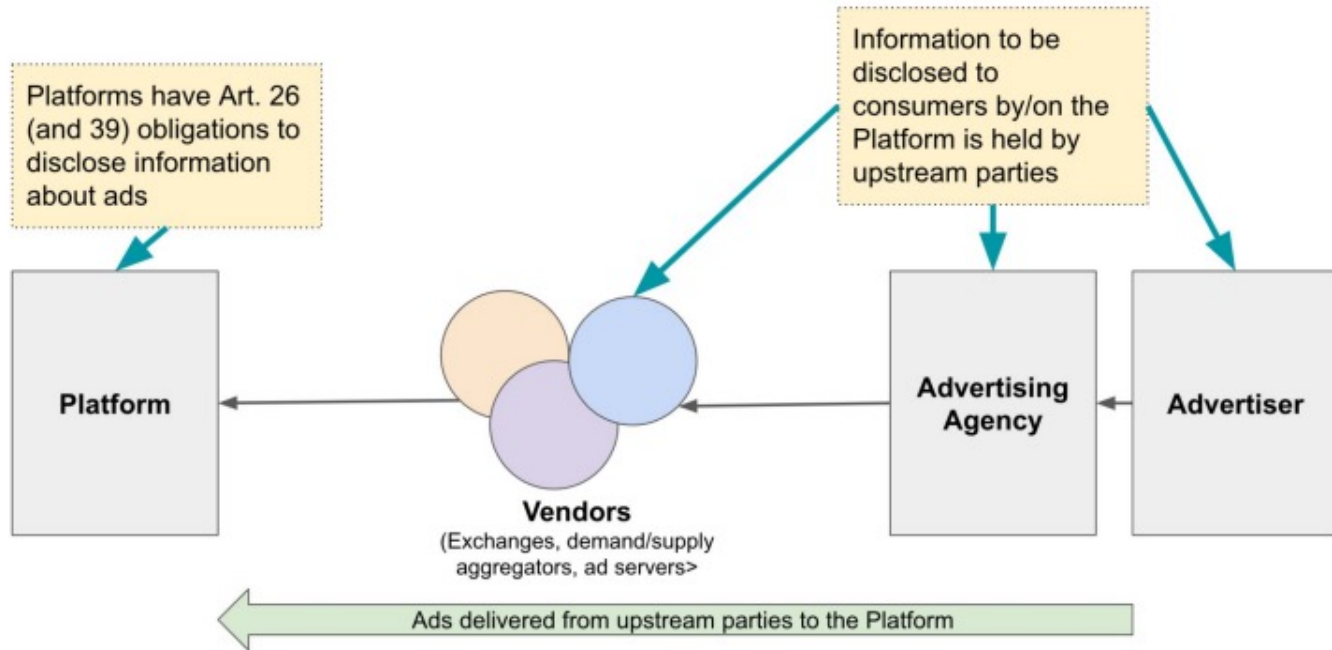 Platforms have Art. 26
(and 39) obligations to
disclose information
about ads
Information to be
disclosed to
consumers by/on the
Platform is held by
upstream parties
Platform
Vendors
(Exchanges, demand/supply
aggregators, ad servers>
Advertising
Agency
Advertiser
Ads delivered from upstream parties to the Platform